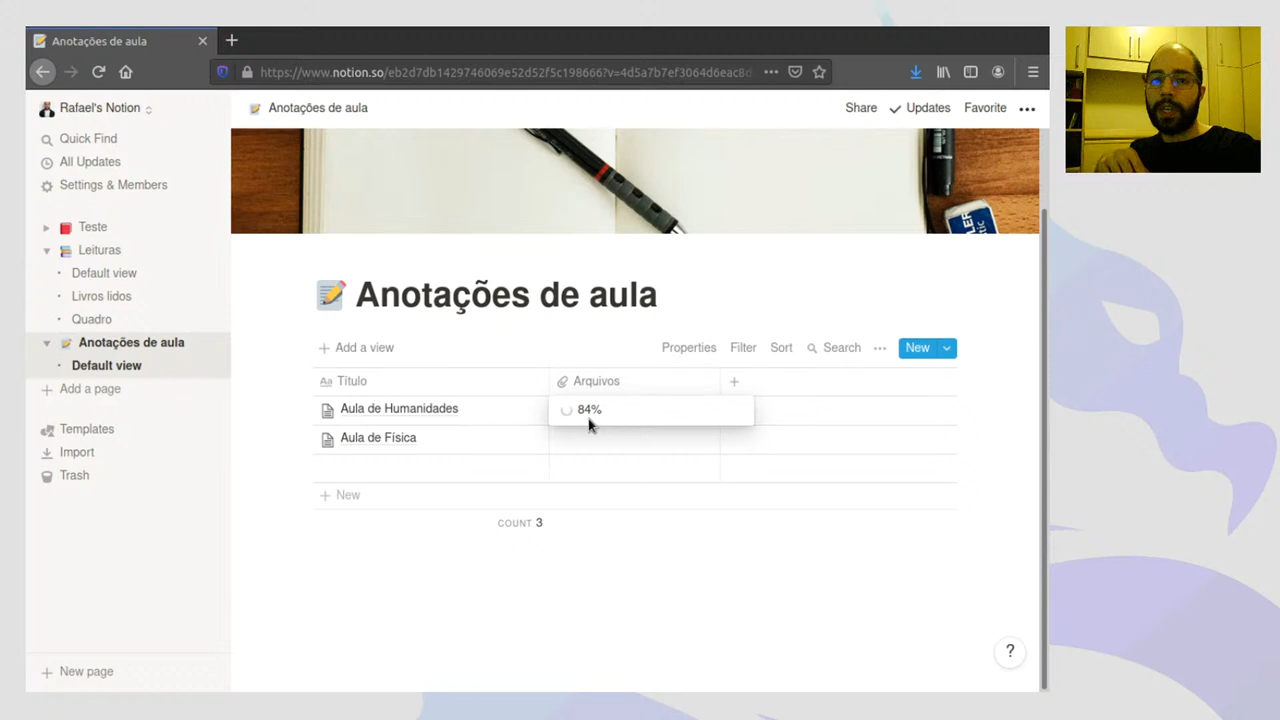 Anotações de aula
https://www.notion.so/eb2d7db1429746069e52d52f5c198666?v=4d5a7b7ef3064d6eac8
Rafael's Notion
Quick Find
All Updates
Settings & Members
Teste
Leituras
Default view
Livros lidos
Quadro
Anotações de aula
Default view
Add a page
Templates
Import
Trash
New page
Anotações de aula
Share
Updates
Favorite
Anotações de aula
Add a view
Properties
Filter
Sort
Search
New
Aa Título
Arquivos
Aula de Humanidades
84%
Aula de Física
New
COUNT 3
?